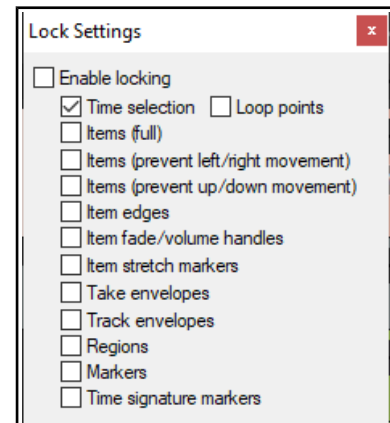 Lock Settings x
Enable locking
Time selection Loop points
Items (full)
Items (prevent left/right movement)
Items (prevent up/down movement)
Item edges
Item fade/volume handles
Item stretch markers
Take envelopes
Track envelopes
Regions
Markers
Time signature markers